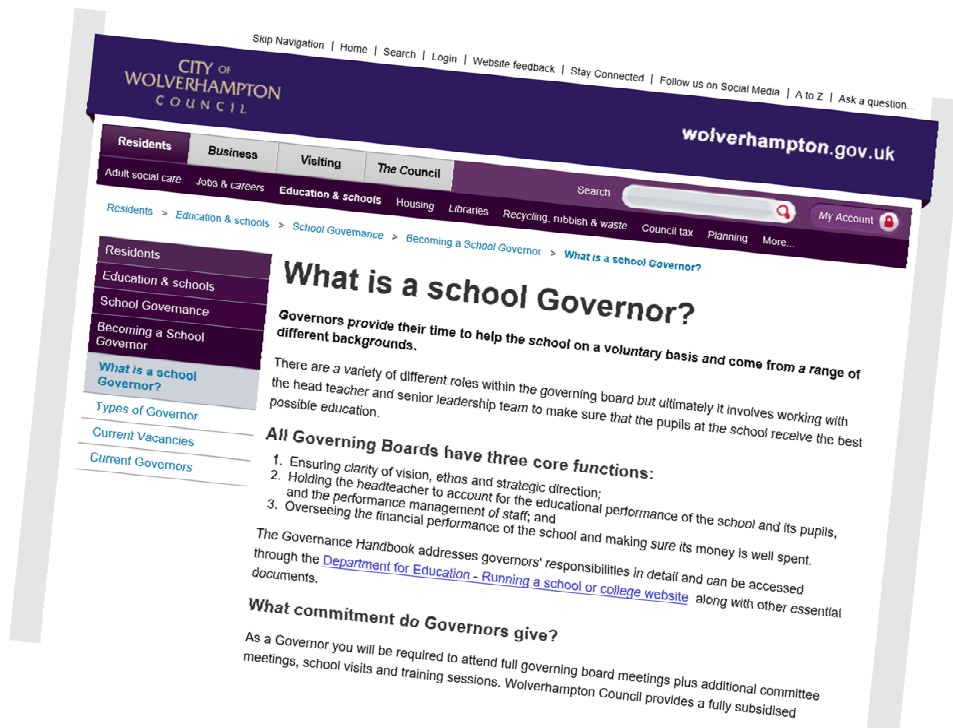 Skip Navigation | Home | Search | Login | Website feedback | Stay Connected | Follow us on Social Media | A to Z | Ask a question...
CITY OF
WOLVERHAMPTON
COUNCIL
wolverhampton.gov.uk
Residents Business Visiting The Council
Search
My Account
Adult social care Jobs & careers Education & schools Housing Libraries Recycling, rubbish & waste Council tax Planning More...
Residents > Education & schools > School Governance > Becoming a School Governor > What is a school Governor?
Residents
Education & schools
School Governance
Becoming a School
Governor
What is a school
Governor?
Types of Governor
Current Vacancies
Current Governors
What is a school Governor?
Governors provide their time to help the school on a voluntary basis and come from a range of
different backgrounds.
There are a variety of different roles within the governing board but ultimately it involves working with
the head teacher and senior leadership team to make sure that the pupils at the school receive the best
possible education.
All Governing Boards have three core functions:
1. Ensuring clarity of vision, ethos and strategic direction;
2. Holding the headteacher to account for the educational performance of the school and its pupils,
and the performance management of staff; and
3. Overseeing the financial performance of the school and making sure its money is well spent.
The Governance Handbook addresses governors' responsibilities in detail and can be accessed
through the Department for Education - Running a school or college website along with other essential
documents.
What commitment do Governors give?
As a Governor you will be required to attend full governing board meetings plus additional committee
meetings, school visits and training sessions. Wolverhampton Council provides a fully subsidised